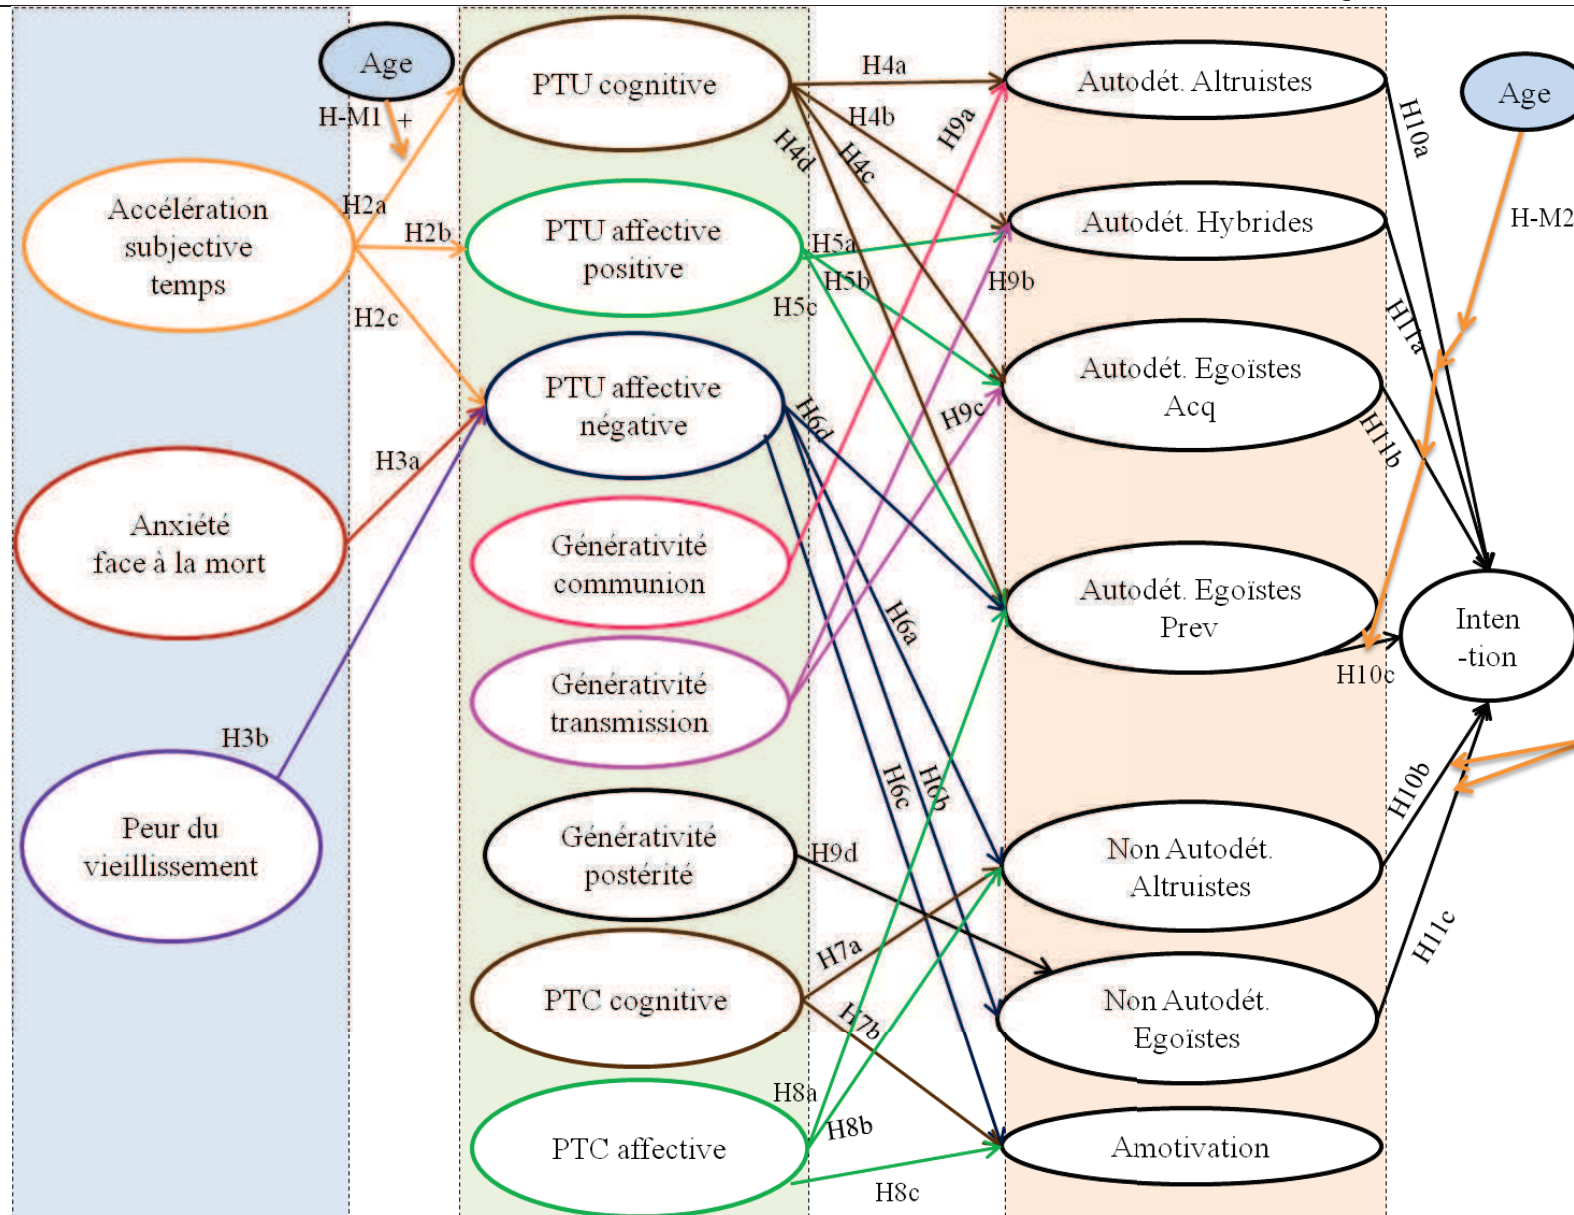 Age
H-M1 +
Accélération
subjective
temps
H2a
H2b
H2c
Anxiété
face à la mort
H3a
H3b
Peur du
vieillissement
PTU cognitive
PTU affective
positive
PTU affective
négative
Générativité
communion
Générativité
transmission
Générativité
postérité
PTC cognitive
PTC affective
H4a
H4b
H4c
H4d
H9a
H5a
H5b
H5c
H9b
H9c
H6d
H6a
H6b
H6c
H9d
H7a
H7b
H8a
H8b
H8c
Autodét. Altruistes
Autodét. Hybrides
Autodét. Egoïstes
Acq
Autodét. Egoïstes
Prev
Non Autodét.
Altruistes
Non Autodét.
Egoïstes
Amotivation
Age
H-M2
H10a
H11a
H11b
H10c
H10b
H11c
Inten
-tion